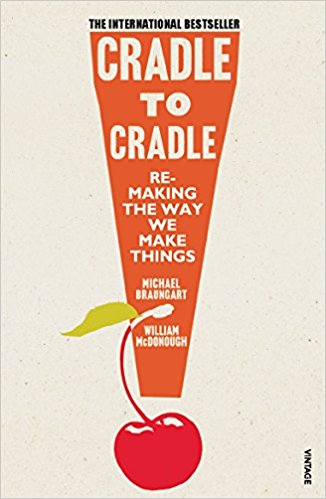 THE INTERNATIONAL BESTSELLER
CRADLE
TO
CRADLE
RE-
MAKING
THE WAY
WE
MAKE
THINGS
MICHAEL
BRAUNGART
WILLIAM
McDONOUGH
VINTAGE